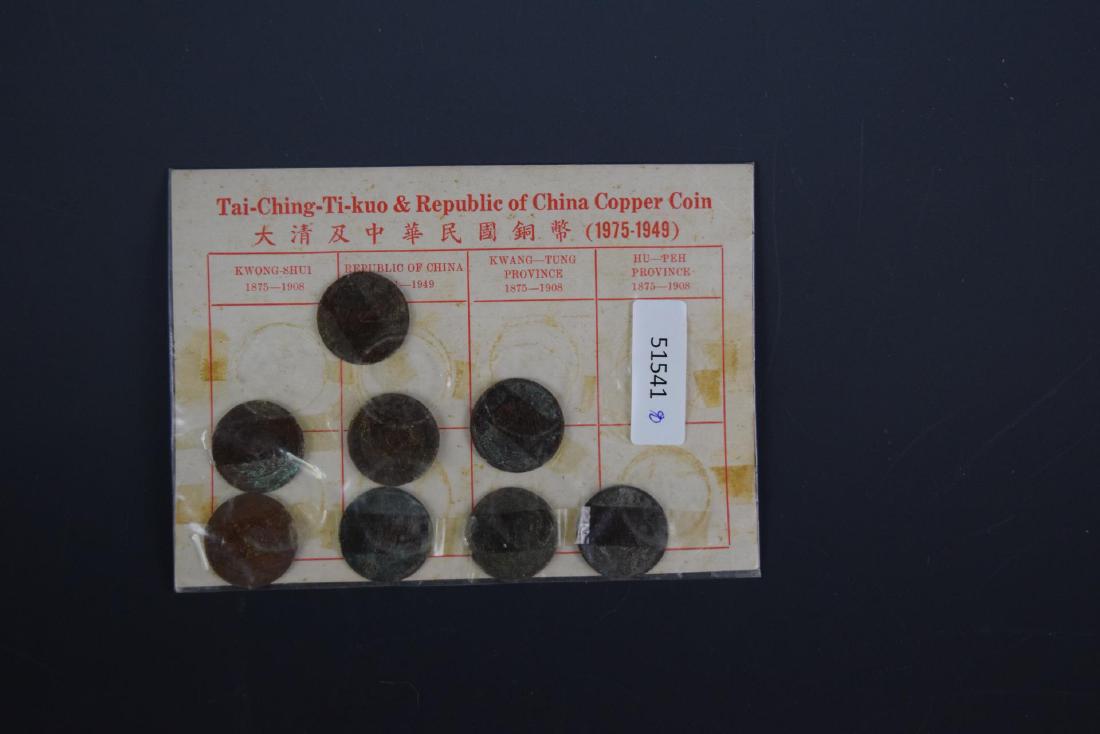 Tai-Ching-Ti-kuo & Republic of China Copper Coin
大清及中華民國銅幣 (1975-1949)
KWONG-SHUI
1875—1908
REPUBLIC OF CHINA
—1949
KWANG—TUNG
PROVINCE
1875—1908
HU—PEH
PROVINCE
1875—1908
51541